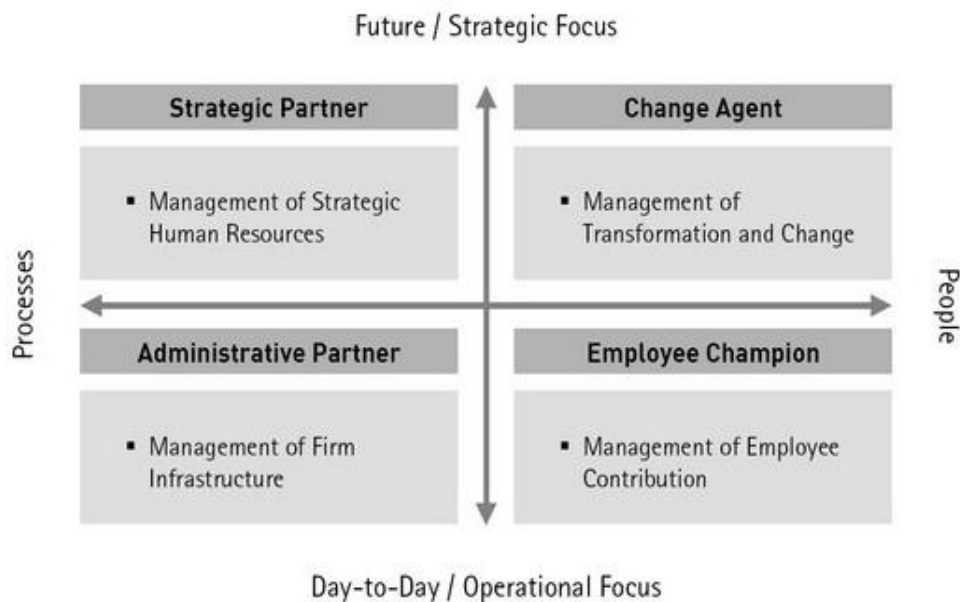 Future / Strategic Focus
Strategic Partner
Change Agent
▪ Management of Strategic
Human Resources
▪ Management of
Transformation and Change
Processes
People
Administrative Partner
Employee Champion
▪ Management of Firm
Infrastructure
▪ Management of Employee
Contribution
Day-to-Day / Operational Focus